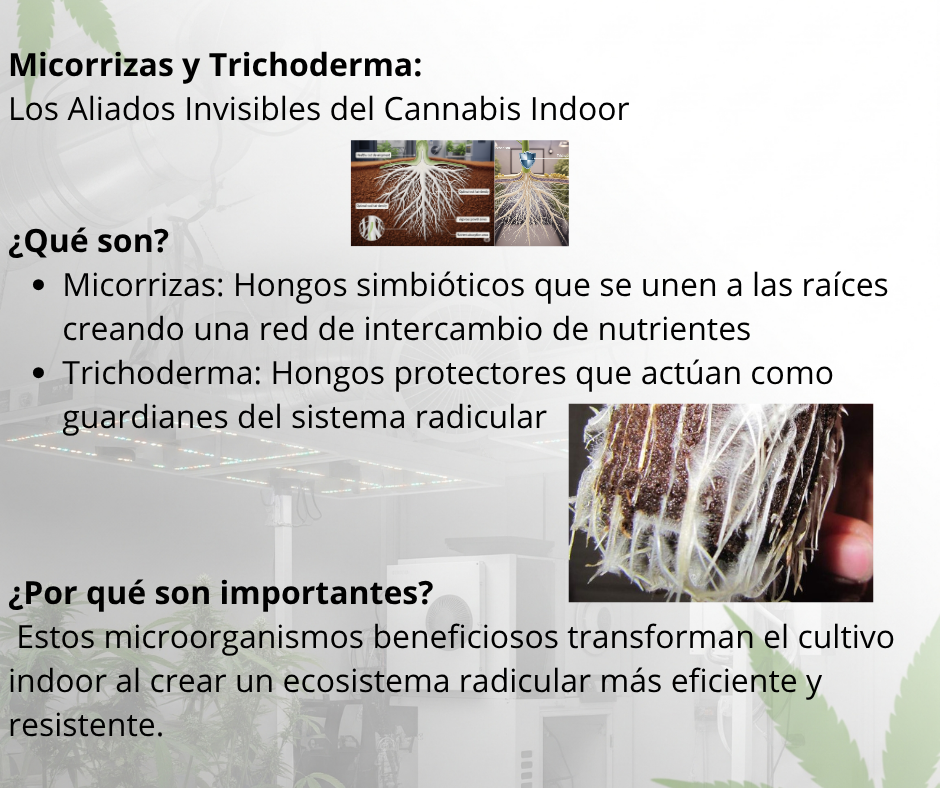 Micorrizas y Trichoderma:
Los Aliados Invisibles del Cannabis Indoor
¿Qué son?
• Micorrizas: Hongos simbióticos que se unen a las raíces
creando una red de intercambio de nutrientes
• Trichoderma: Hongos protectores que actúan como
guardianes del sistema radicular
¿Por qué son importantes?
Estos microorganismos beneficiosos transforman el cultivo
indoor al crear un ecosistema radicular más eficiente y
resistente.